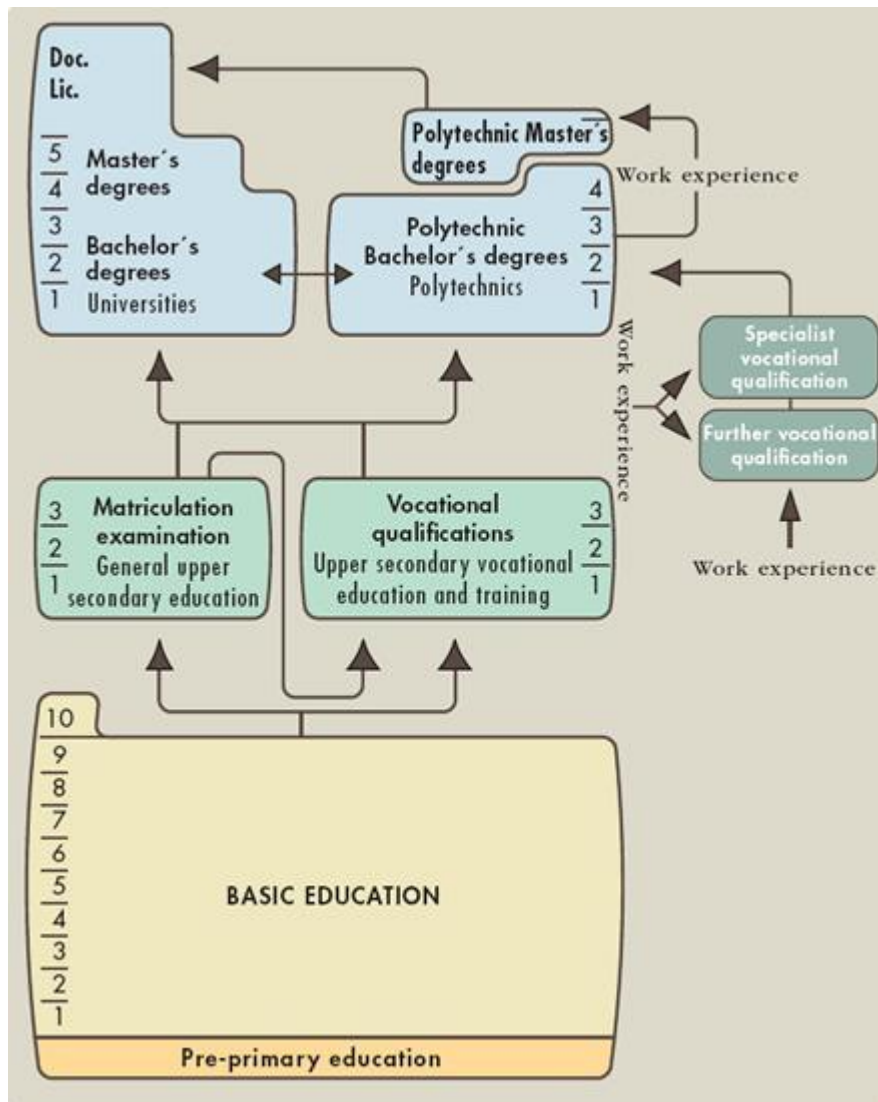 Doc.
Lic.
5
4
3
2
1
Master´s
degrees
Bachelor´s
degrees
Universities
Polytechnic Master´s
degrees
Work experience
Polytechnic
Bachelor´s degrees
Polytechnics
4
3
2
1
Work experience
Specialist
vocational
qualification
Further vocational
qualification
Work experience
3
2
1
Matriculation
examination
General upper
secondary education
Vocational
qualifications
Upper secondary vocational
education and training
3
2
1
10
9
8
7
6
5
4
3
2
1
BASIC EDUCATION
Pre-primary education